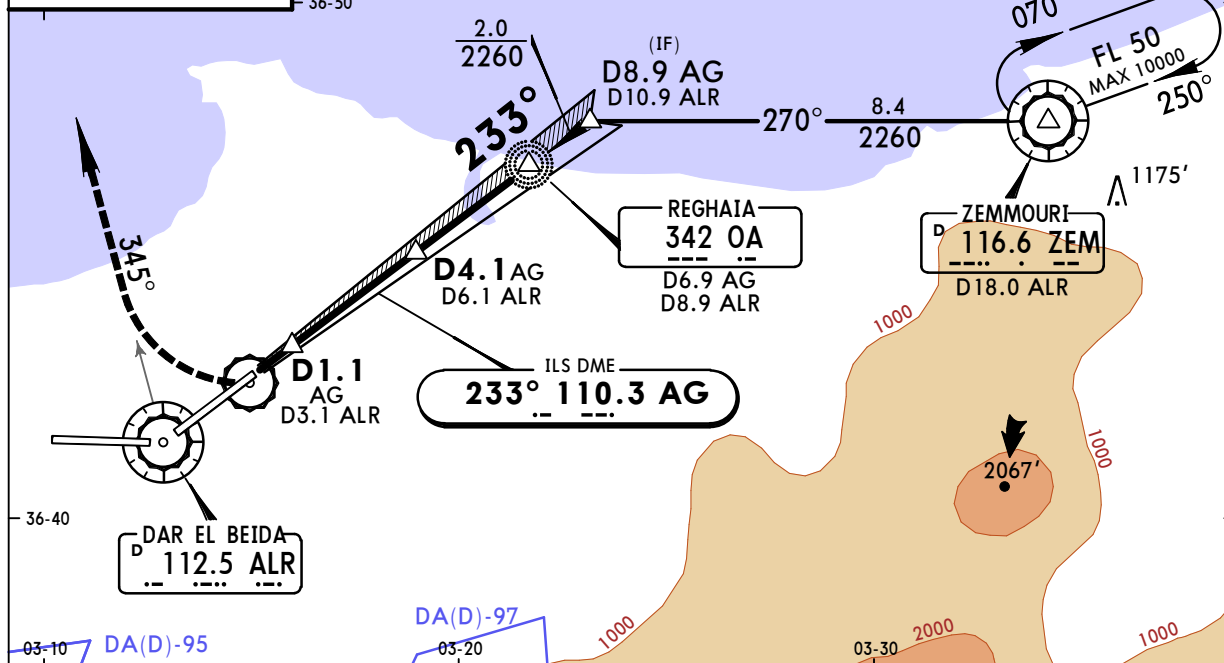 36-50
2.0
2260
(IF)
D8.9 AG
D10.9 ALR
233°
270°
8.4
2260
070
FL 50
MAX 10000
250°
1175'
REGHAIA
342 OA
D6.9 AG
D8.9 ALR
ZEMMOURI
D 116.6 ZEM
D18.0 ALR
345°
D4.1 AG
D6.1 ALR
1000
D1.1
AG
D3.1 ALR
ILS DME
233° 110.3 AG
1000
2067'
36-40
DAR EL BEIDA
D 112.5 ALR
DA(D)-95
DA(D)-97
1000
2000
1000
03-10
03-20
03-30